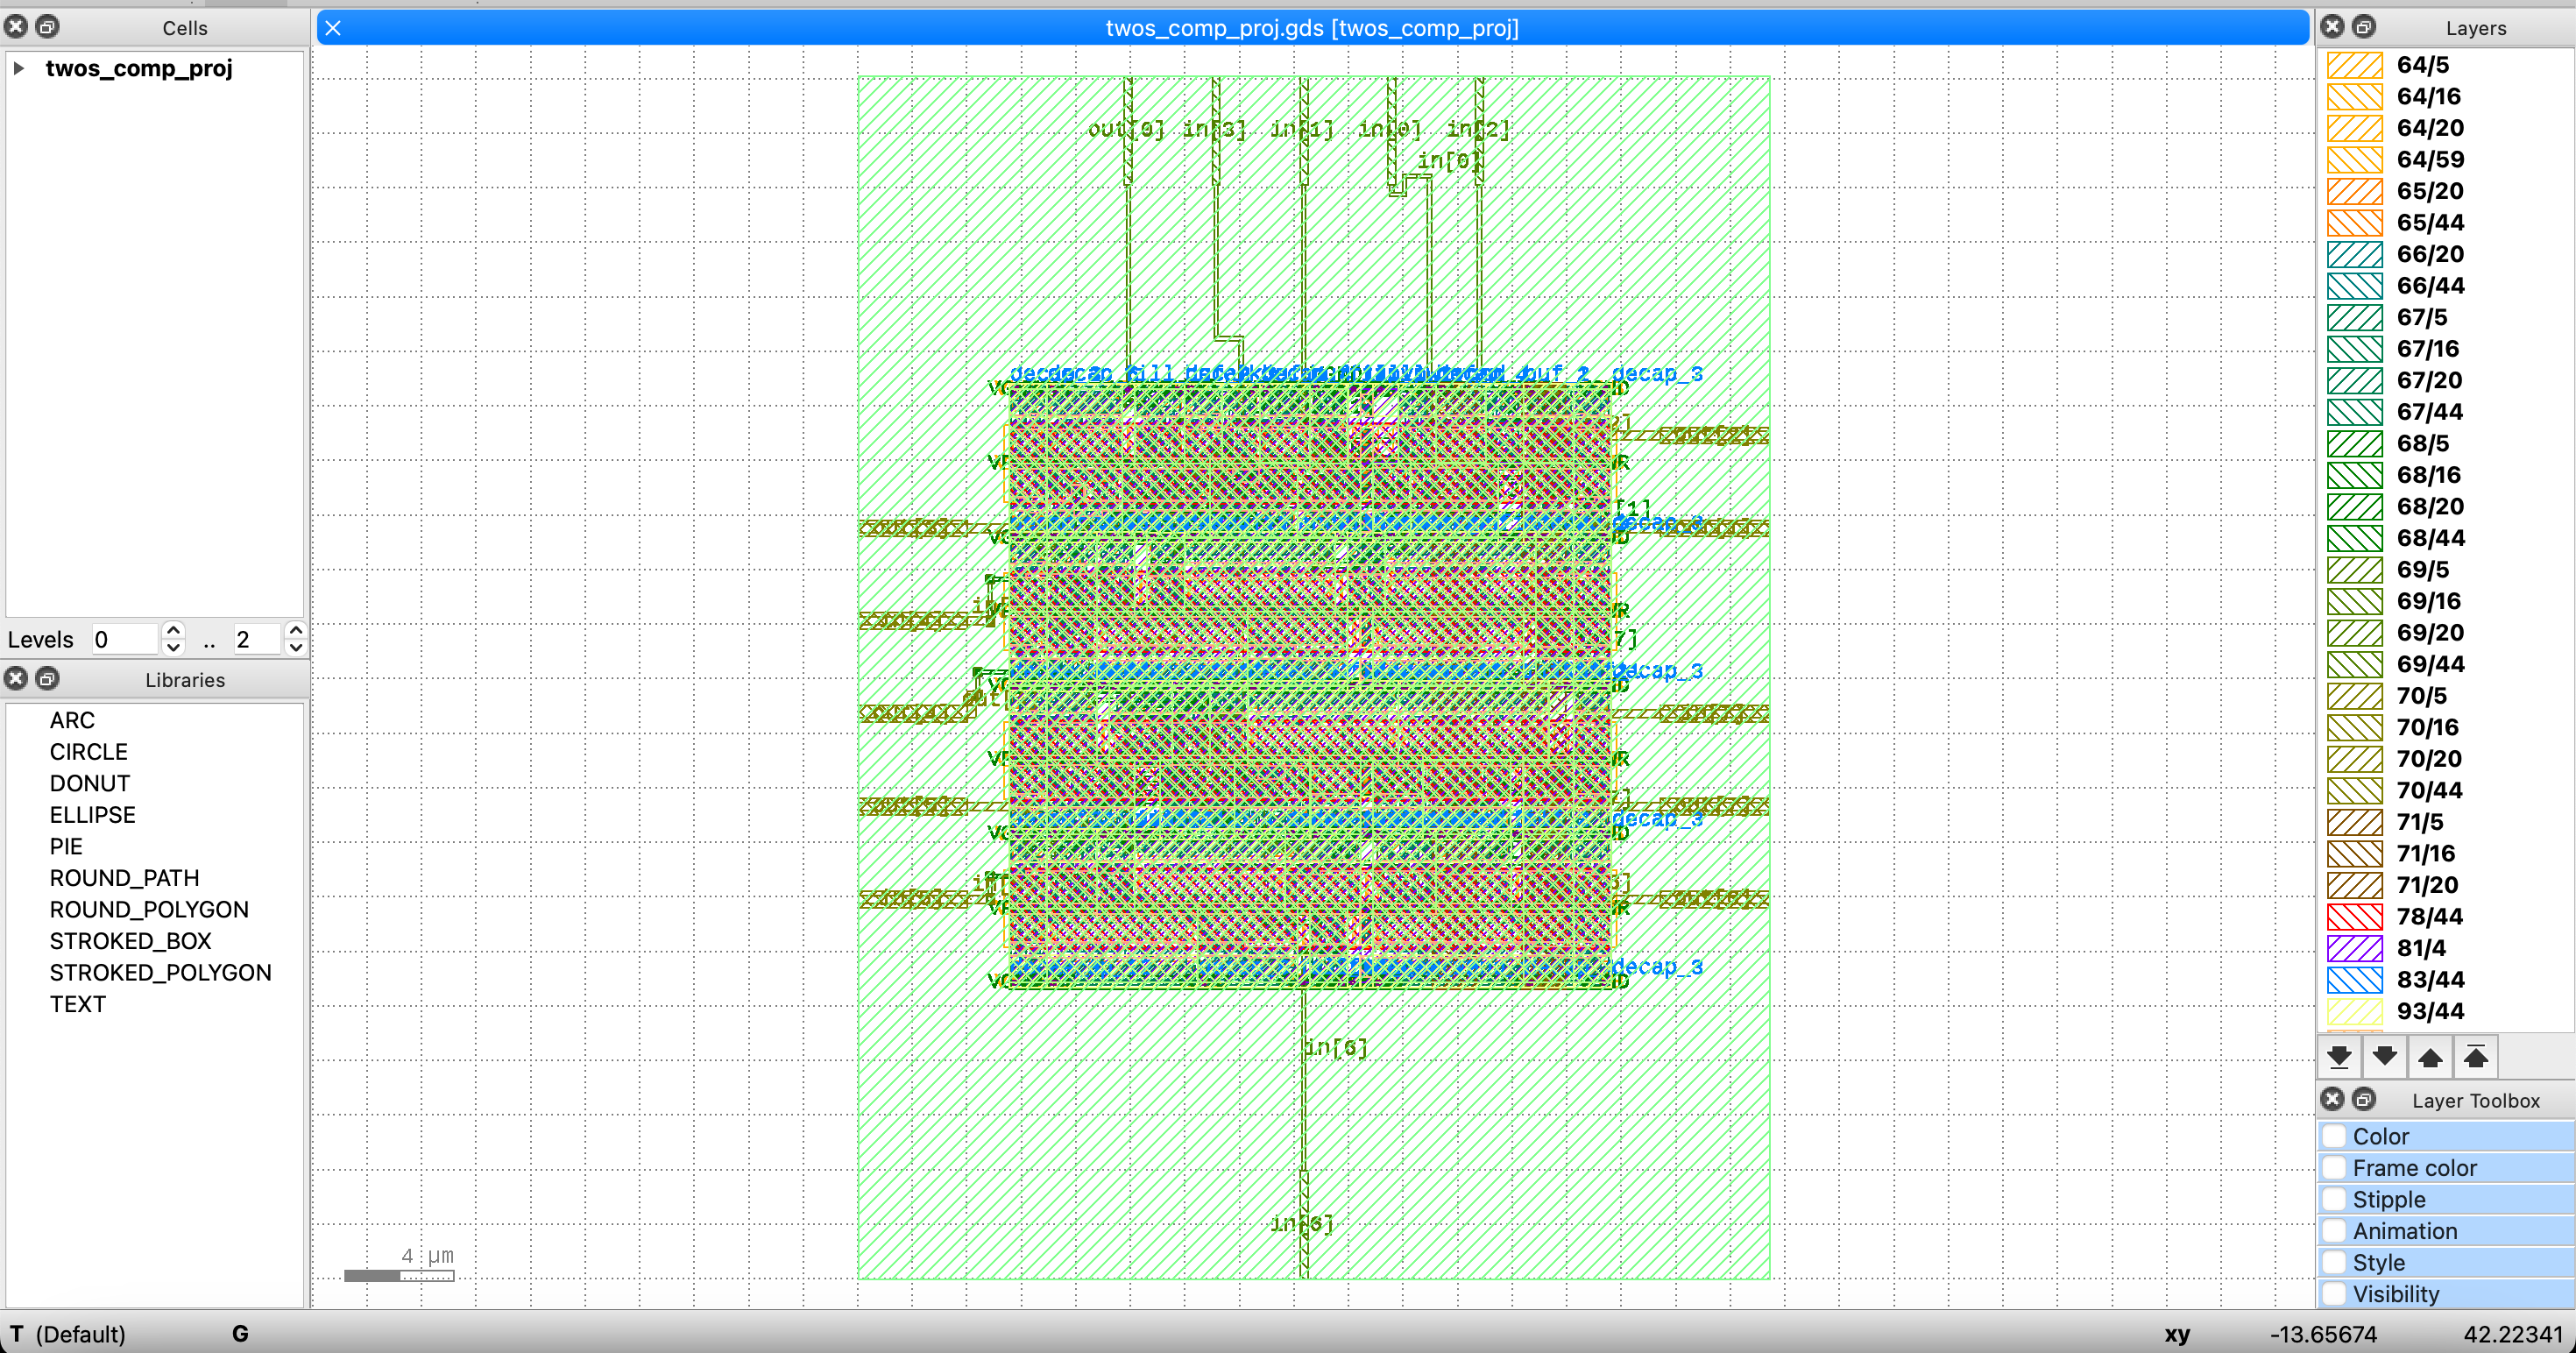 Cells
twos_comp_proj.gds [twos_comp_proj]
Layers
twos_comp_proj
Levels 0 .. 2
Libraries
ARC
CIRCLE
DONUT
ELLIPSE
PIE
ROUND_PATH
ROUND_POLYGON
STROKED_BOX
STROKED_POLYGON
TEXT
out[0] in[3] in[1] in[0] in[2]
in[0]
decap_3
[1]
decap_3
7]
decap_3
decap_3
decap_3
in[6]
in[6]
4 µm
64/5
64/16
64/20
64/59
65/20
65/44
66/20
66/44
67/5
67/16
67/20
67/44
68/5
68/16
68/20
68/44
69/5
69/16
69/20
69/44
70/5
70/16
70/20
70/44
71/5
71/16
71/20
78/44
81/4
83/44
93/44
Layer Toolbox
Color
Frame color
Stipple
Animation
Style
Visibility
T (Default) G xy -13.65674 42.22341